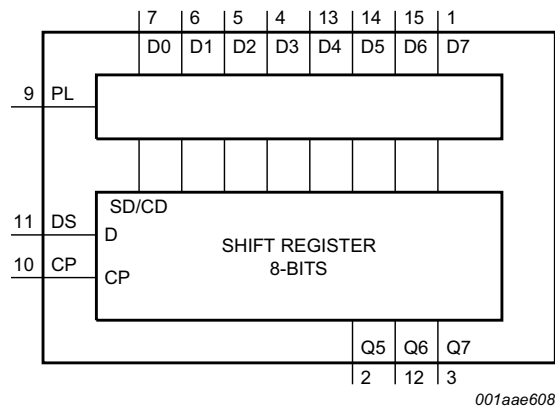 7 6 5 4 13 14 15 1
D0 D1 D2 D3 D4 D5 D6 D7
9 PL
SD/CD
11 DS D
SHIFT REGISTER
8-BITS
10 CP CP
Q5 Q6 Q7
2 12 3
001aae608